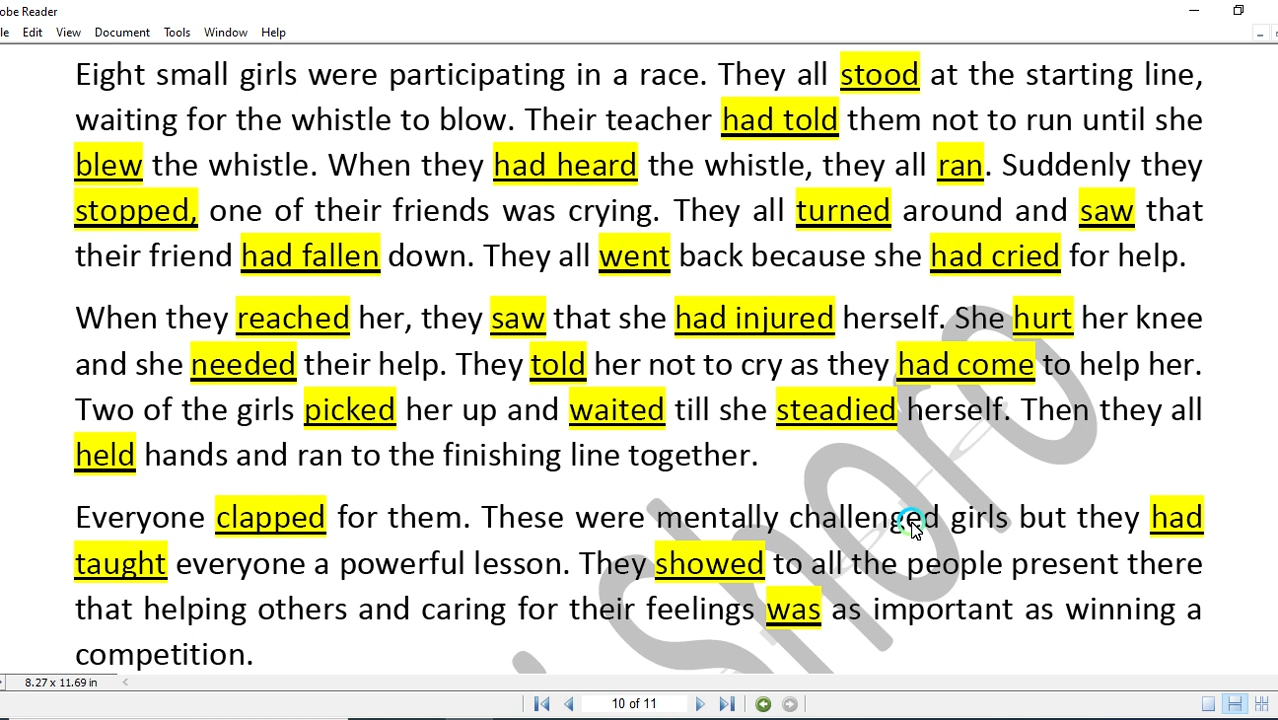 obe Reader
le Edit View Document Tools Window Help
Eight small girls were participating in a race. They all stood at the starting line,
waiting for the whistle to blow. Their teacher had told them not to run until she
blew the whistle. When they had heard the whistle, they all ran. Suddenly they
stopped, one of their friends was crying. They all turned around and saw that
their friend had fallen down. They all went back because she had cried for help.
When they reached her, they saw that she had injured herself. She hurt her knee
and she needed their help. They told her not to cry as they had come to help her.
Two of the girls picked her up and waited till she steadied herself. Then they all
held hands and ran to the finishing line together.
Everyone clapped for them. These were mentally challenged girls but they had
taught everyone a powerful lesson. They showed to all the people present there
that helping others and caring for their feelings was as important as winning a
competition.
8.27 x 11.69 in
10 of 11